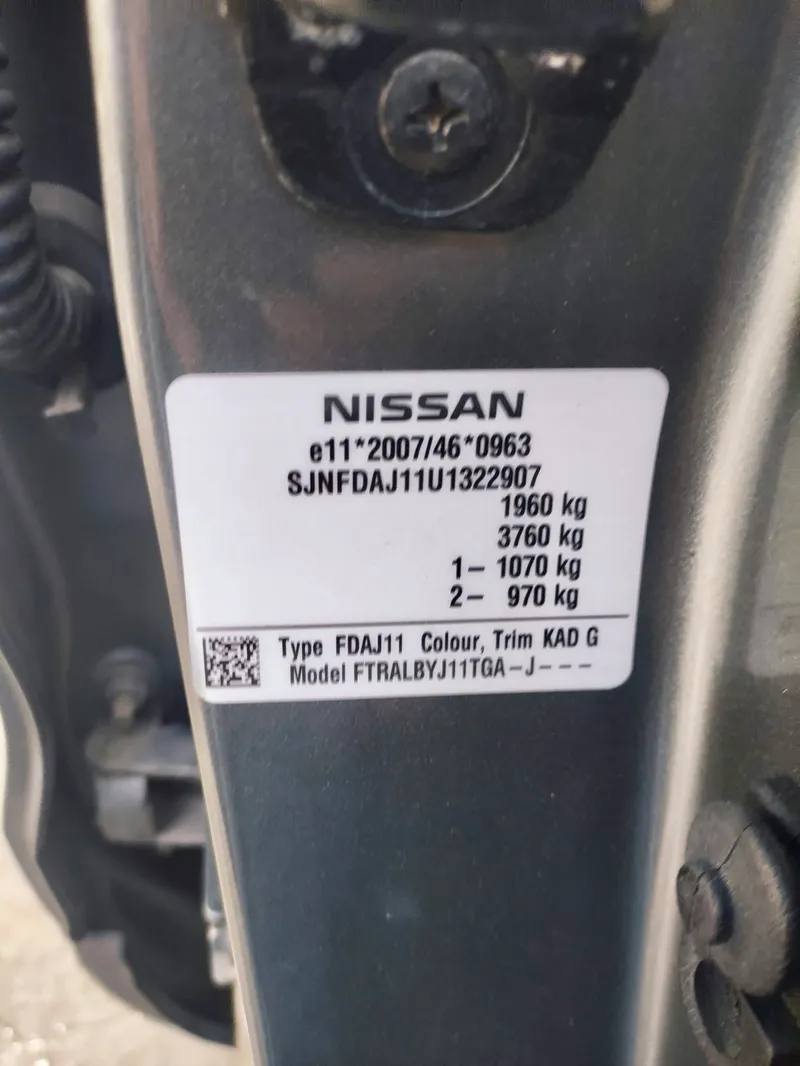 NISSAN
e11*2007/46*0963
SJNFDAJ11U1322907
1960 kg
3760 kg
1– 1070 kg
2– 970 kg
Type FDAJ11 Colour, Trim KAD G
Model FTRALBYJ11TGA–J–––